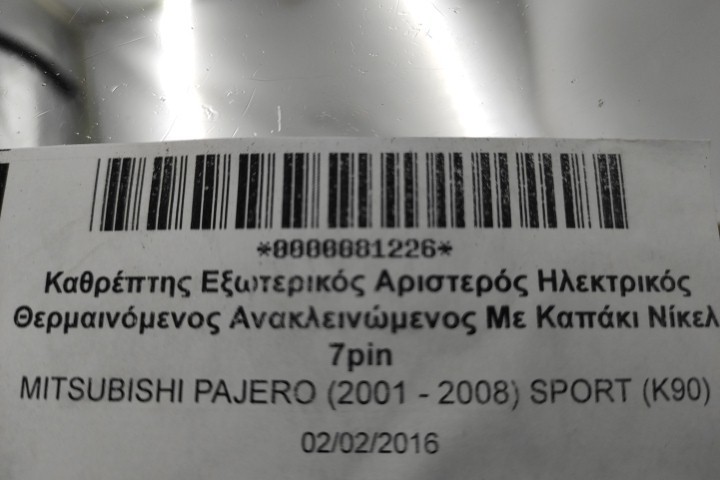 *0000081226*
Καθρέπτης Εξωτερικός Αριστερός Ηλεκτρικός
Θερμαινόμενος Ανακλεινώμενος Με Καπάκι Νίκελ
7pin
MITSUBISHI PAJERO (2001 - 2008) SPORT (K90)
02/02/2016